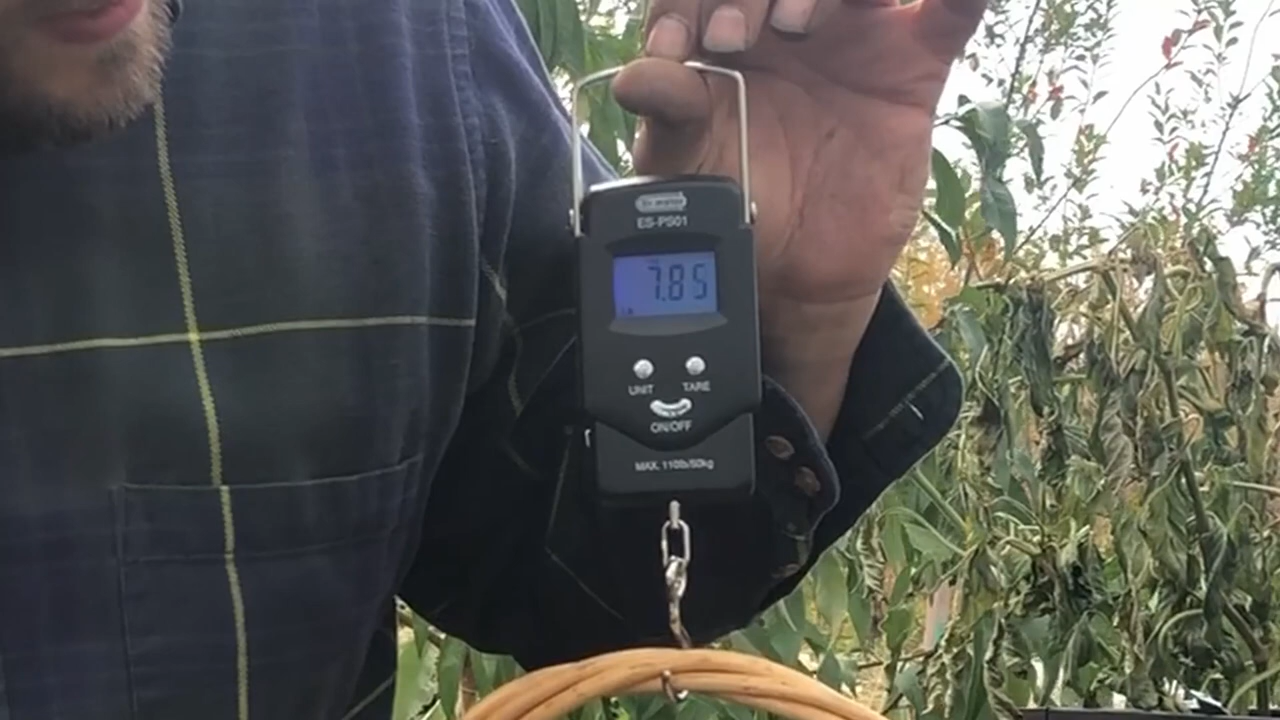 ES-PS01
7.85
UNIT TARE
ON/OFF
MAX. 110lb/50kg